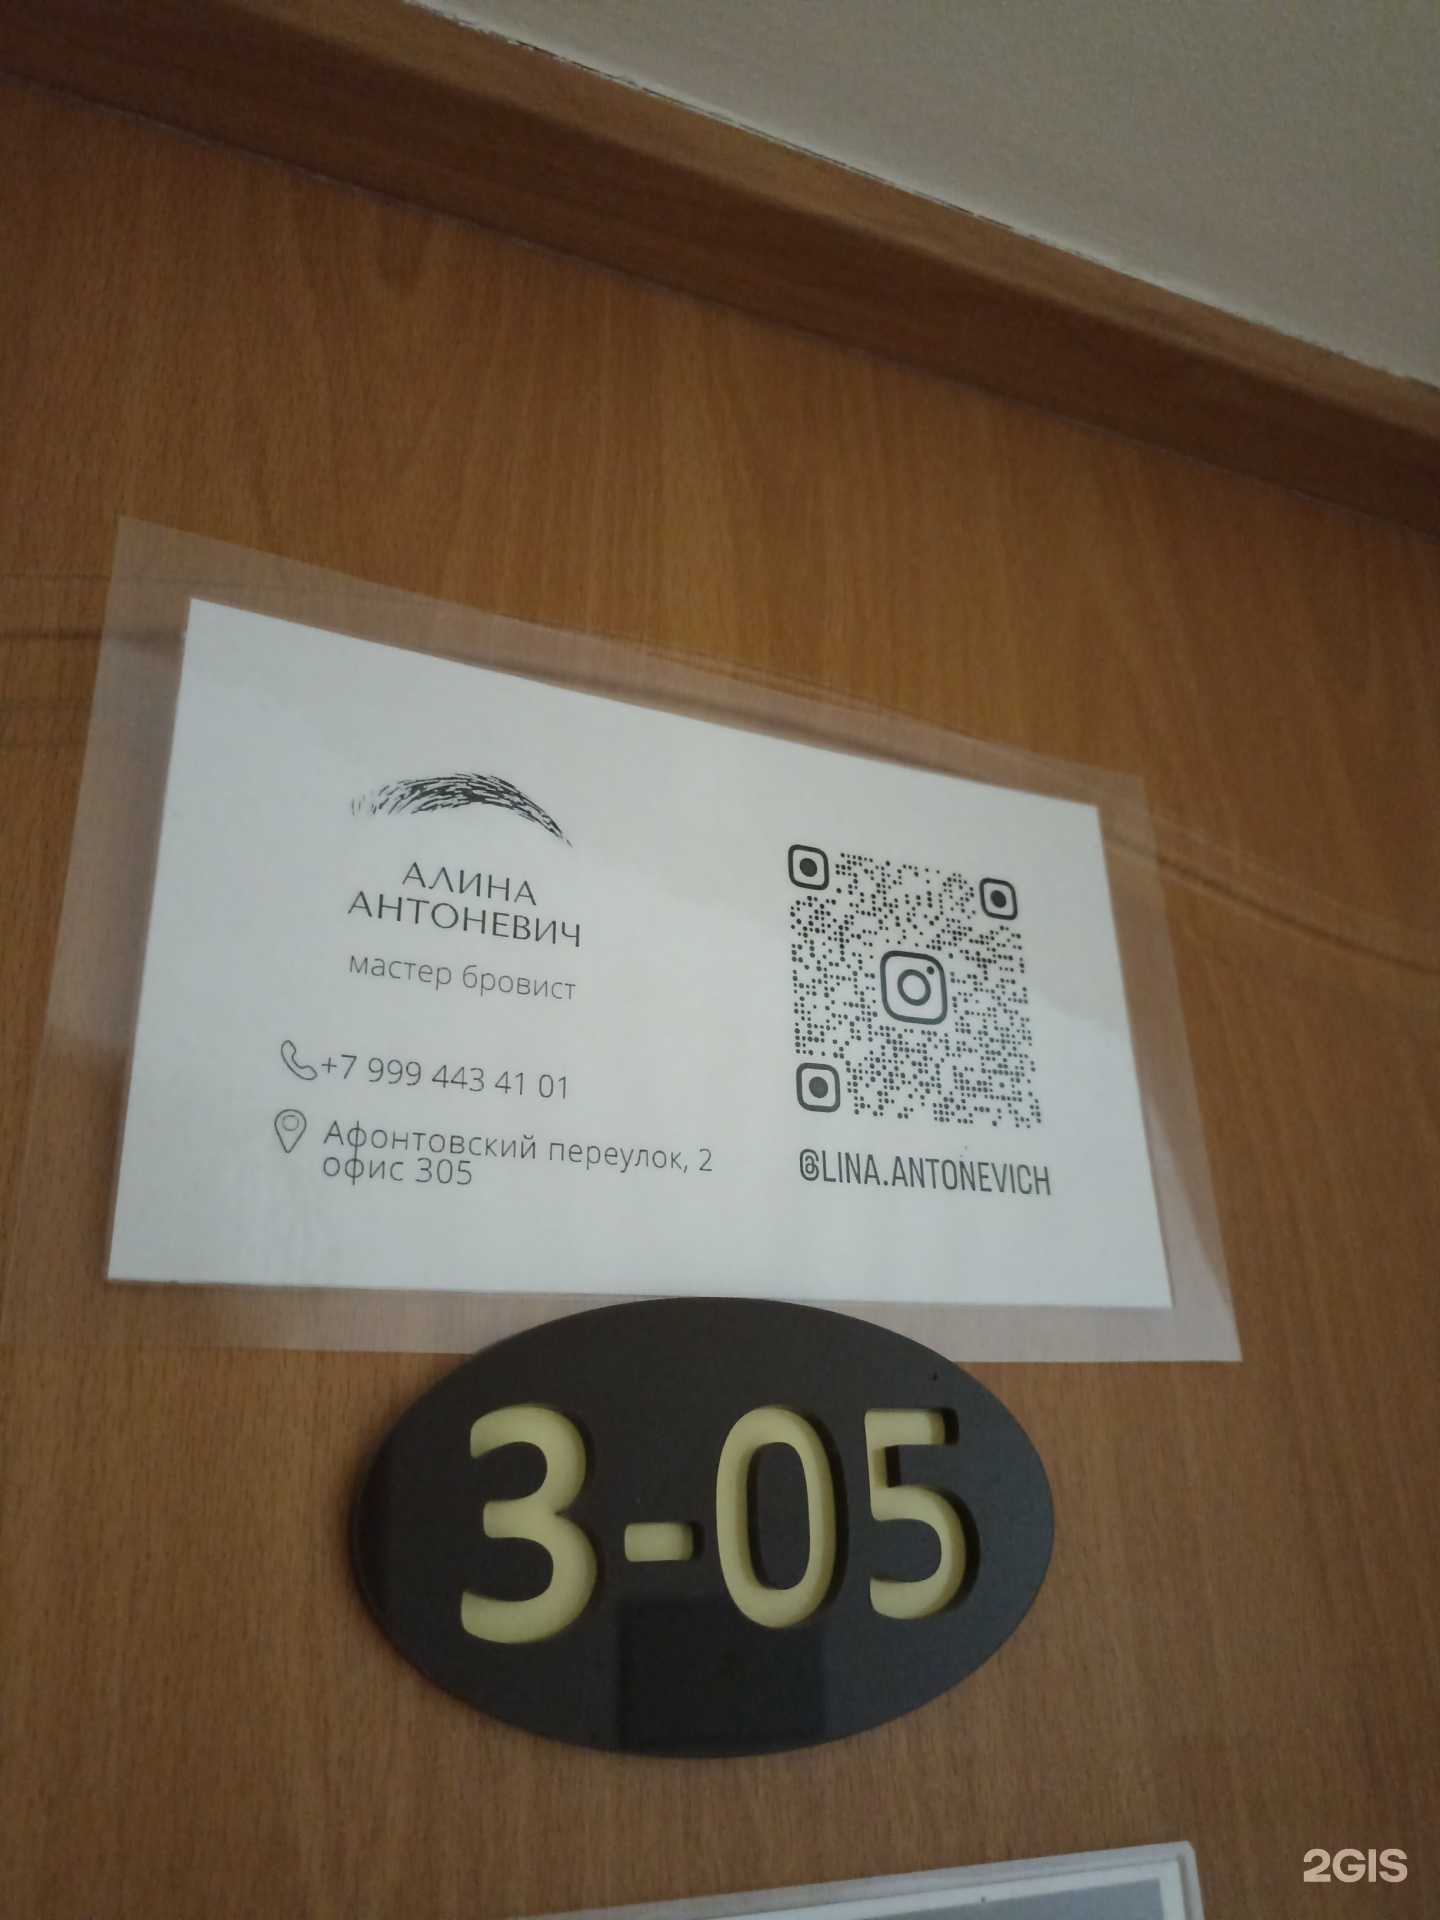 АЛИНА
АНТОНЕВИЧ
мастер бровист
+7 999 443 41 01
Афонтовский переулок, 2
офис 305
@LINA.ANTONEVICH
3-05
2GIS